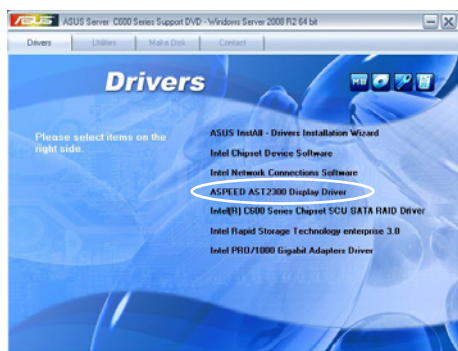 ASUS
ASUS Server C600 Series Support DVD - Windows Server 2008 R2 64 bit
Drivers
Utilities
Make Disk
Contact
Drivers
Please select items on the
right side.
ASUS InstAll - Drivers Installation Wizard
Intel Chipset Device Software
Intel Network Connections Software
ASPEED AST2300 Display Driver
Intel(R) C600 Series Chipset SCU SATA RAID Driver
Intel Rapid Storage Technology enterprise 3.0
Intel PRO/1000 Gigabit Adapters Driver